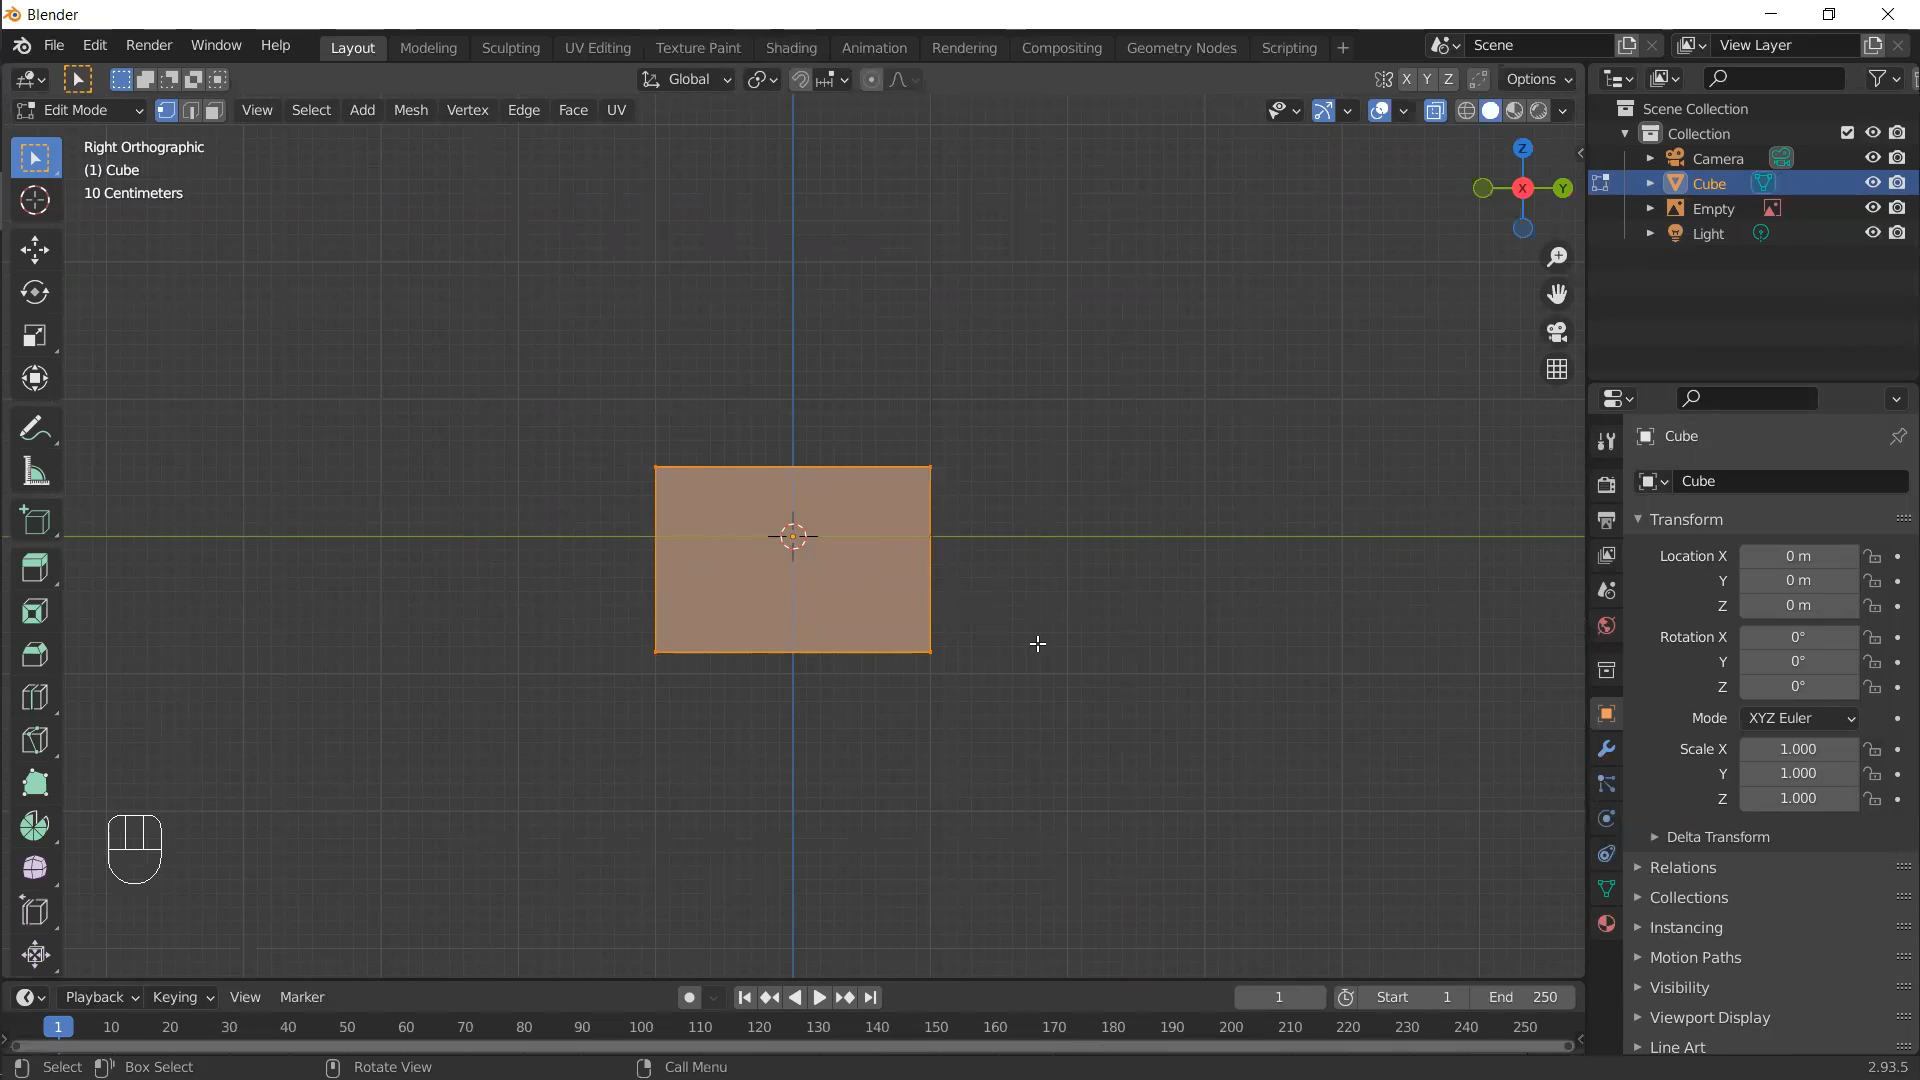 Blender
File Edit Render Window Help Layout Modeling Sculpting UV Editing Texture Paint Shading Animation Rendering Compositing Geometry Nodes Scripting + Scene View Layer
Global X Y Z Options
Edit Mode View Select Add Mesh Vertex Edge Face UV
Right Orthographic
(1) Cube
10 Centimeters
Z
X
Y
Scene Collection
Collection
Camera
Cube
Empty
Light
Cube
Cube
Transform
Location X 0 m
Y 0 m
Z 0 m
Rotation X 0°
Y 0°
Z 0°
Mode XYZ Euler
Scale X 1.000
Y 1.000
Z 1.000
Delta Transform
Relations
Collections
Instancing
Motion Paths
Visibility
Viewport Display
Line Art
Playback Keying View Marker 1 Start 1 End 250
1 10 20 30 40 50 60 70 80 90 100 110 120 130 140 150 160 170 180 190 200 210 220 230 240 250
Select Box Select Rotate View Call Menu 2.93.5